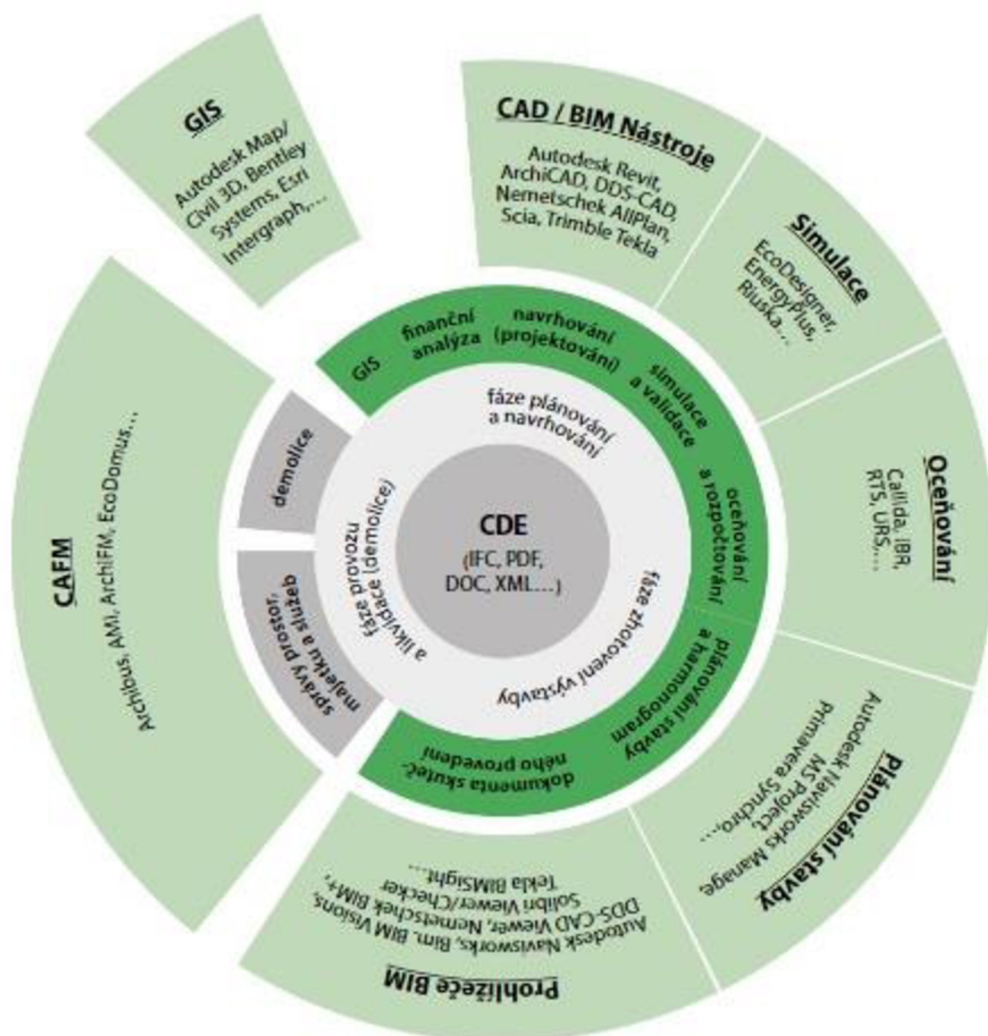 GIS
Autodesk Map/
Civil 3D, Bentley
Systems, Esri
Intergraph,…
CAD / BIM Nástroje
Autodesk Revit,
ArchiCAD, DDS-CAD,
Nemetschek AllPlan,
Scia, Trimble Tekla
Simulace
EcoDesigner,
EnergyPlus,
Riuska…
Oceňování
Callida, IBR,
RTS, URS,…
Plánování stavby
Autodesk Navisworks Manage,
MS Project,
Primavera Synchro,…
Prohlížeče BIM
Autodesk Navisworks, Bim. BIM Visions,
DDS-CAD Viewer, Nemetschek BIM+,
Solibri Viewer/Checker
Tekla BIMSight…
CAFM
Archibus, AMI, ArchiFM, EcoDomus…
GIS
finanční
analýza
navrhování
(projektování)
simulace
a validace
oceňování
a rozpočtování
plánování stavby
a harmonogram
dokumenta skuteč-
ného provedení
správy prostor,
majetku a služeb
demolice
fáze plánování
a navrhování
fáze zhotovení výstavby
fáze provozu
a likvidace (demolice)
CDE
(IFC, PDF,
DOC, XML…)